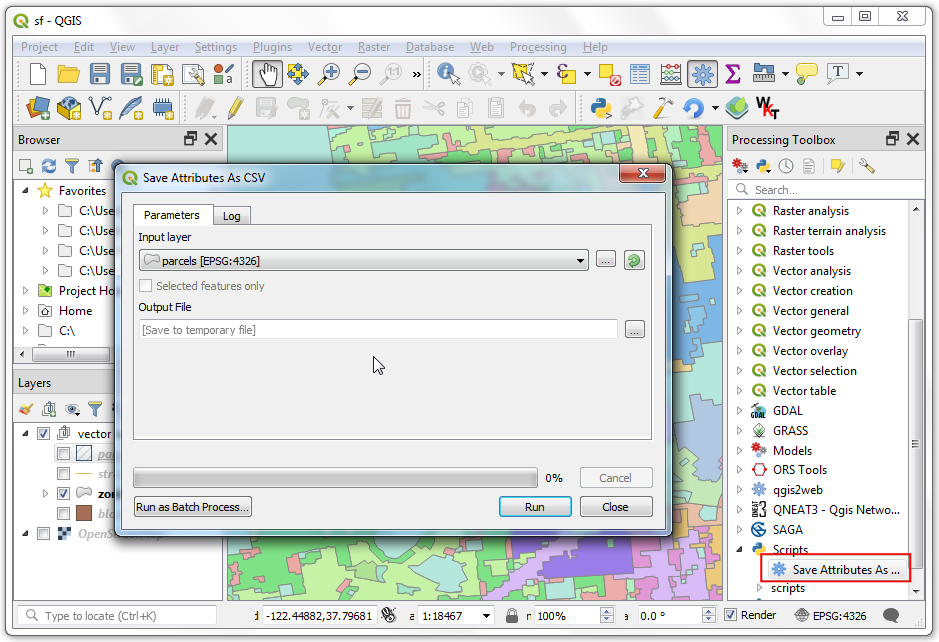 sf - QGIS
Project Edit View Layer Settings Plugins Vector Raster Database Web Processing Help
Browser
Favorites
C:\Use
C:\Use
C:\Use
C:\Use
Project Ho
Home
C:\
Layers
vector
pa
str
zon
blo
OpenS
Save Attributes As CSV
Parameters Log
Input layer
parcels [EPSG:4326]
...
Selected features only
Output File
[Save to temporary file]
...
0%
Cancel
Run as Batch Process...
Run
Close
Processing Toolbox
Search...
Raster analysis
Raster terrain analysis
Raster tools
Vector analysis
Vector creation
Vector general
Vector geometry
Vector overlay
Vector selection
Vector table
GDAL
GRASS
Models
ORS Tools
qgis2web
QNEAT3 - Qgis Netwo...
SAGA
Scripts
Save Attributes As ...
scripts
Type to locate (Ctrl+K)
-122.44882,37.79681
1:18467
100%
0.0 °
Render
EPSG:4326